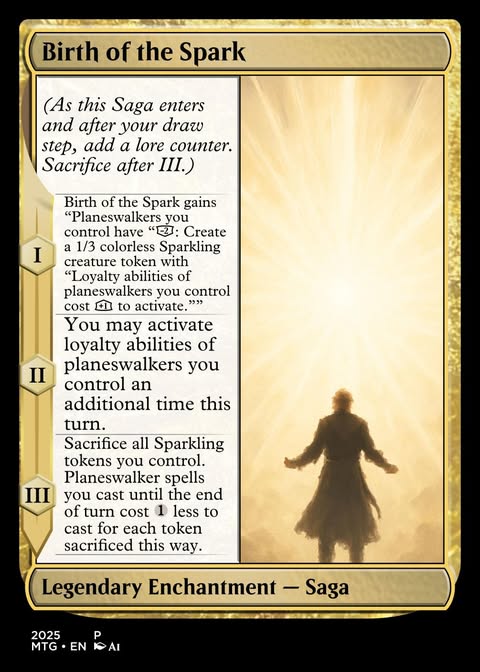 Birth of the Spark
(As this Saga enters
and after your draw
step, add a lore counter.
Sacrifice after III.)
I
Birth of the Spark gains
“Planeswalkers you
control have “-2: Create
a 1/3 colorless Sparkling
creature token with
“Loyalty abilities of
planeswalkers you control
cost +1 to activate.””
II
You may activate
loyalty abilities of
planeswalkers you
control an
additional time this
turn.
III
Sacrifice all Sparkling
tokens you control.
Planeswalker spells
you cast until the end
of turn cost 1 less to
cast for each token
sacrificed this way.
Legendary Enchantment — Saga
2025 P
MTG • EN AI